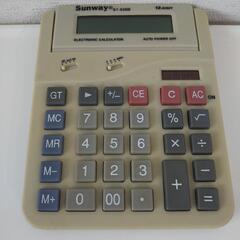 Sunway
12-DIGIT
ELECTRONIC CALCULATOR AUTO POWER OFF
GT +/- CE C AC ON
MC 7 8 9 % √
MR 4 5 6 × -
M- 1 2 3 + ÷
M+ 0 00 · =